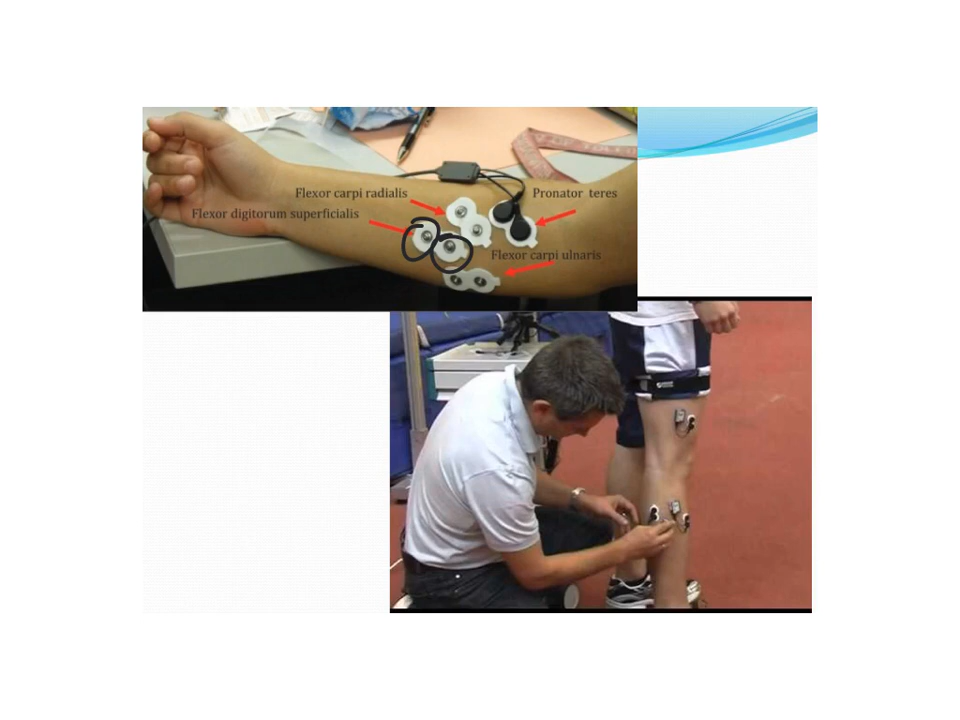 Flexor carpi radialis
Pronator teres
Flexor digitorum superficialis
Flexor carpi ulnaris